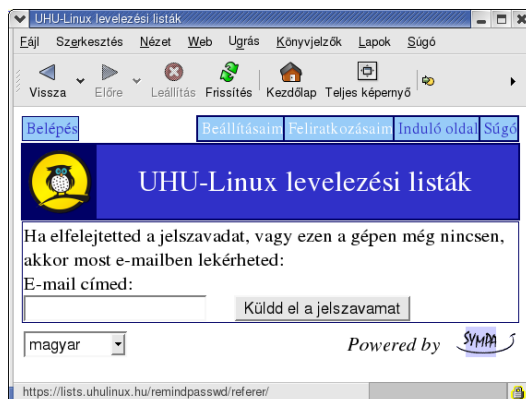 UHU-Linux levelezési listák
Fájl Szerkesztés Nézet Web Ugrás Könyvjelzők Lapok Súgó
Vissza Előre Leállítás Frissítés Kezdőlap Teljes képernyő
Belépés Beállításaim Feliratkozásaim Induló oldal Súgó
UHU-Linux levelezési listák
Ha elfelejtetted a jelszavadat, vagy ezen a gépen még nincsen,
akkor most e-mailben lekérheted:
E-mail címed:
Küldd el a jelszavamat
magyar Powered by SYMPA
https://lists.uhulinux.hu/remindpasswd/referer/